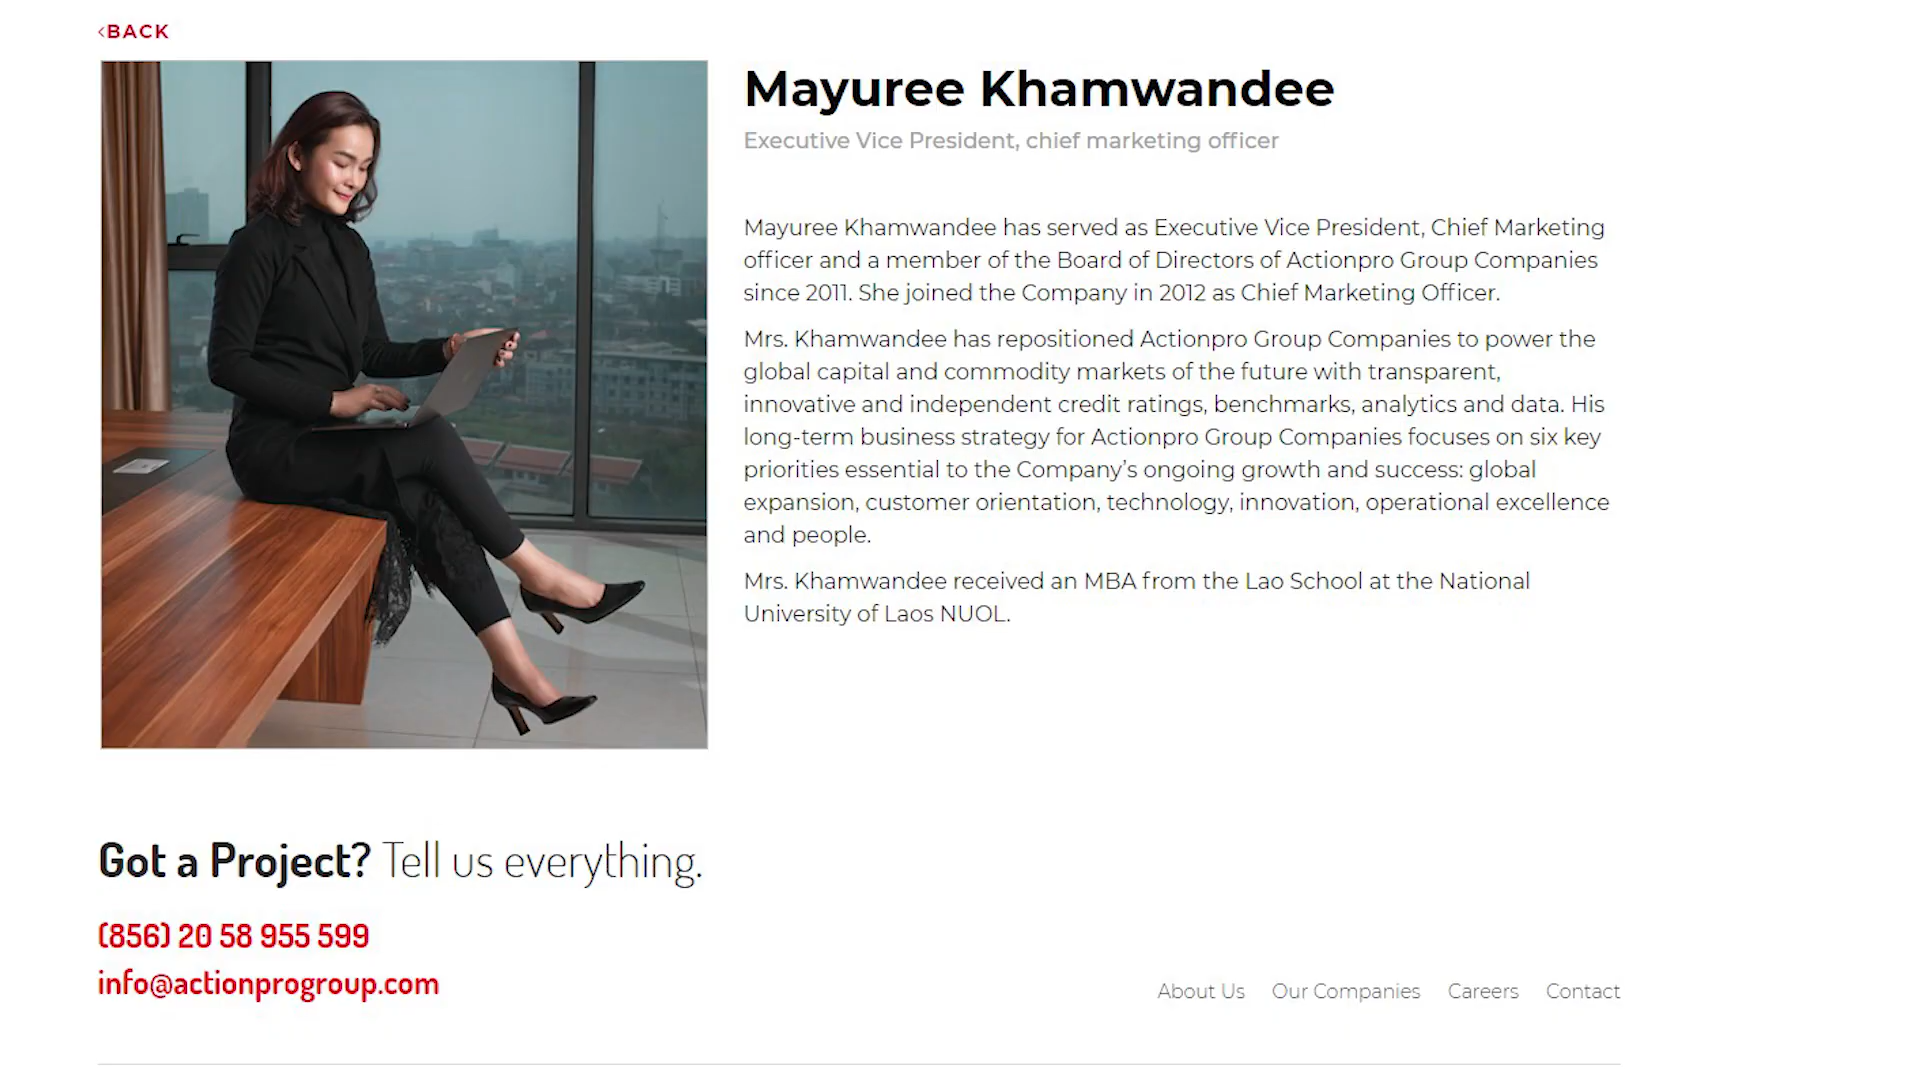 ‹BACK
Mayuree Khamwandee
Executive Vice President, chief marketing officer
Mayuree Khamwandee has served as Executive Vice President, Chief Marketing
officer and a member of the Board of Directors of Actionpro Group Companies
since 2011. She joined the Company in 2012 as Chief Marketing Officer.
Mrs. Khamwandee has repositioned Actionpro Group Companies to power the
global capital and commodity markets of the future with transparent,
innovative and independent credit ratings, benchmarks, analytics and data. His
long-term business strategy for Actionpro Group Companies focuses on six key
priorities essential to the Company’s ongoing growth and success: global
expansion, customer orientation, technology, innovation, operational excellence
and people.
Mrs. Khamwandee received an MBA from the Lao School at the National
University of Laos NUOL.
Got a Project? Tell us everything.
(856) 20 58 955 599
info@actionprogroup.com
About Us Our Companies Careers Contact